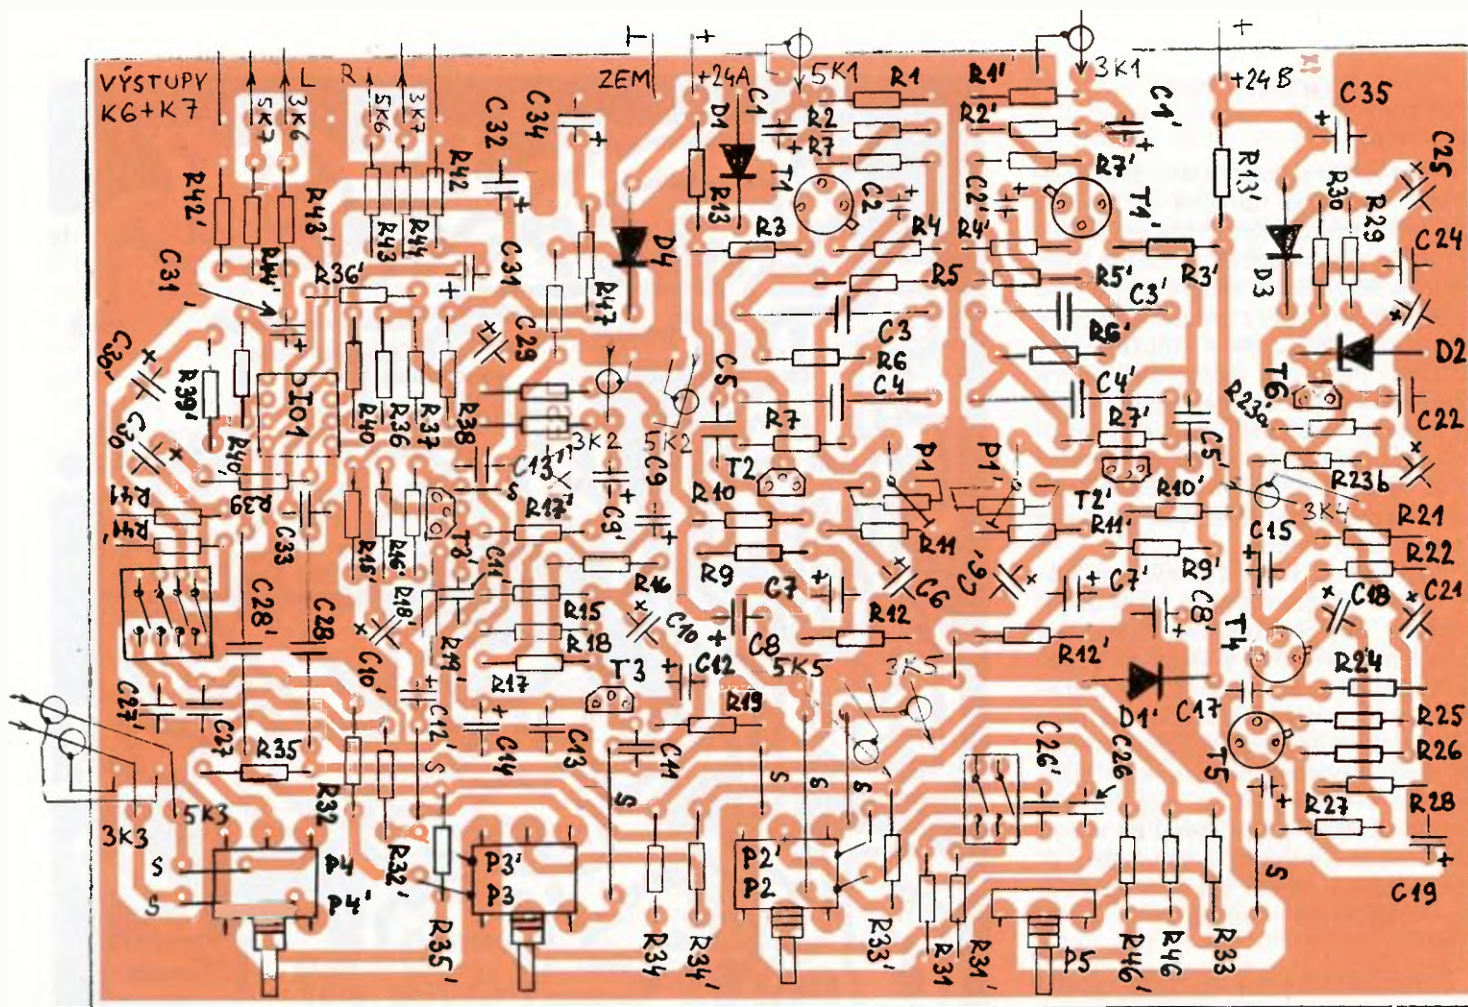 VÝSTUPY
K6+K7
5K7
3K6
L
R
5K6
3K7
ZEM
+
+24A
5K1
3K1
+
+24B
R42'
R44'
R43'
R43
R44
R42
C32
C34
D1
C1
R1
R2
R7
R1'
R2'
R7'
C1'
C35
C25
R13
T1
C2
C2'
T1'
R13'
R30
R29
C24
C31'
R36'
C31
R47
D4
R3
R4
R5
R4'
R5'
R3'
D3
C29
C3
R6
C3'
R6'
D2
C30'
C30
R39'
R40'
IO1
R40
R36
R37
R38
C5
C4
R7
C4'
R7'
C5'
T6
R23a
C22
R23b
3K2
5K2
C13'
S
C9'
C9
T2
R10
P1
P1'
T2'
R10'
3K4
R41
R41'
R39
C33
R15'
R16'
R18'
T3'
R17'
C11'
R16
R9
R11
R11'
R9'
C15
R21
R22
C28'
C28
C10'
R19'
R15
R18
R17
C10
C7
C6
C6'
C7'
C8
C8'
R12
R12'
C18
C21
T4
R24
C27'
C27
R35
C12'
C14
C13
T3
C12
C11
R19
5K5
3K5
D1'
C17
T5
R25
R26
R28
R27
C19
3K3
5K3
S
S
P4
P4'
R32
R32'
S
R35'
P3'
P3
S
R34
R34'
S
S
S
P2'
P2
R33'
R31
R31'
C26'
C26
P5
R46'
R46
R33
S